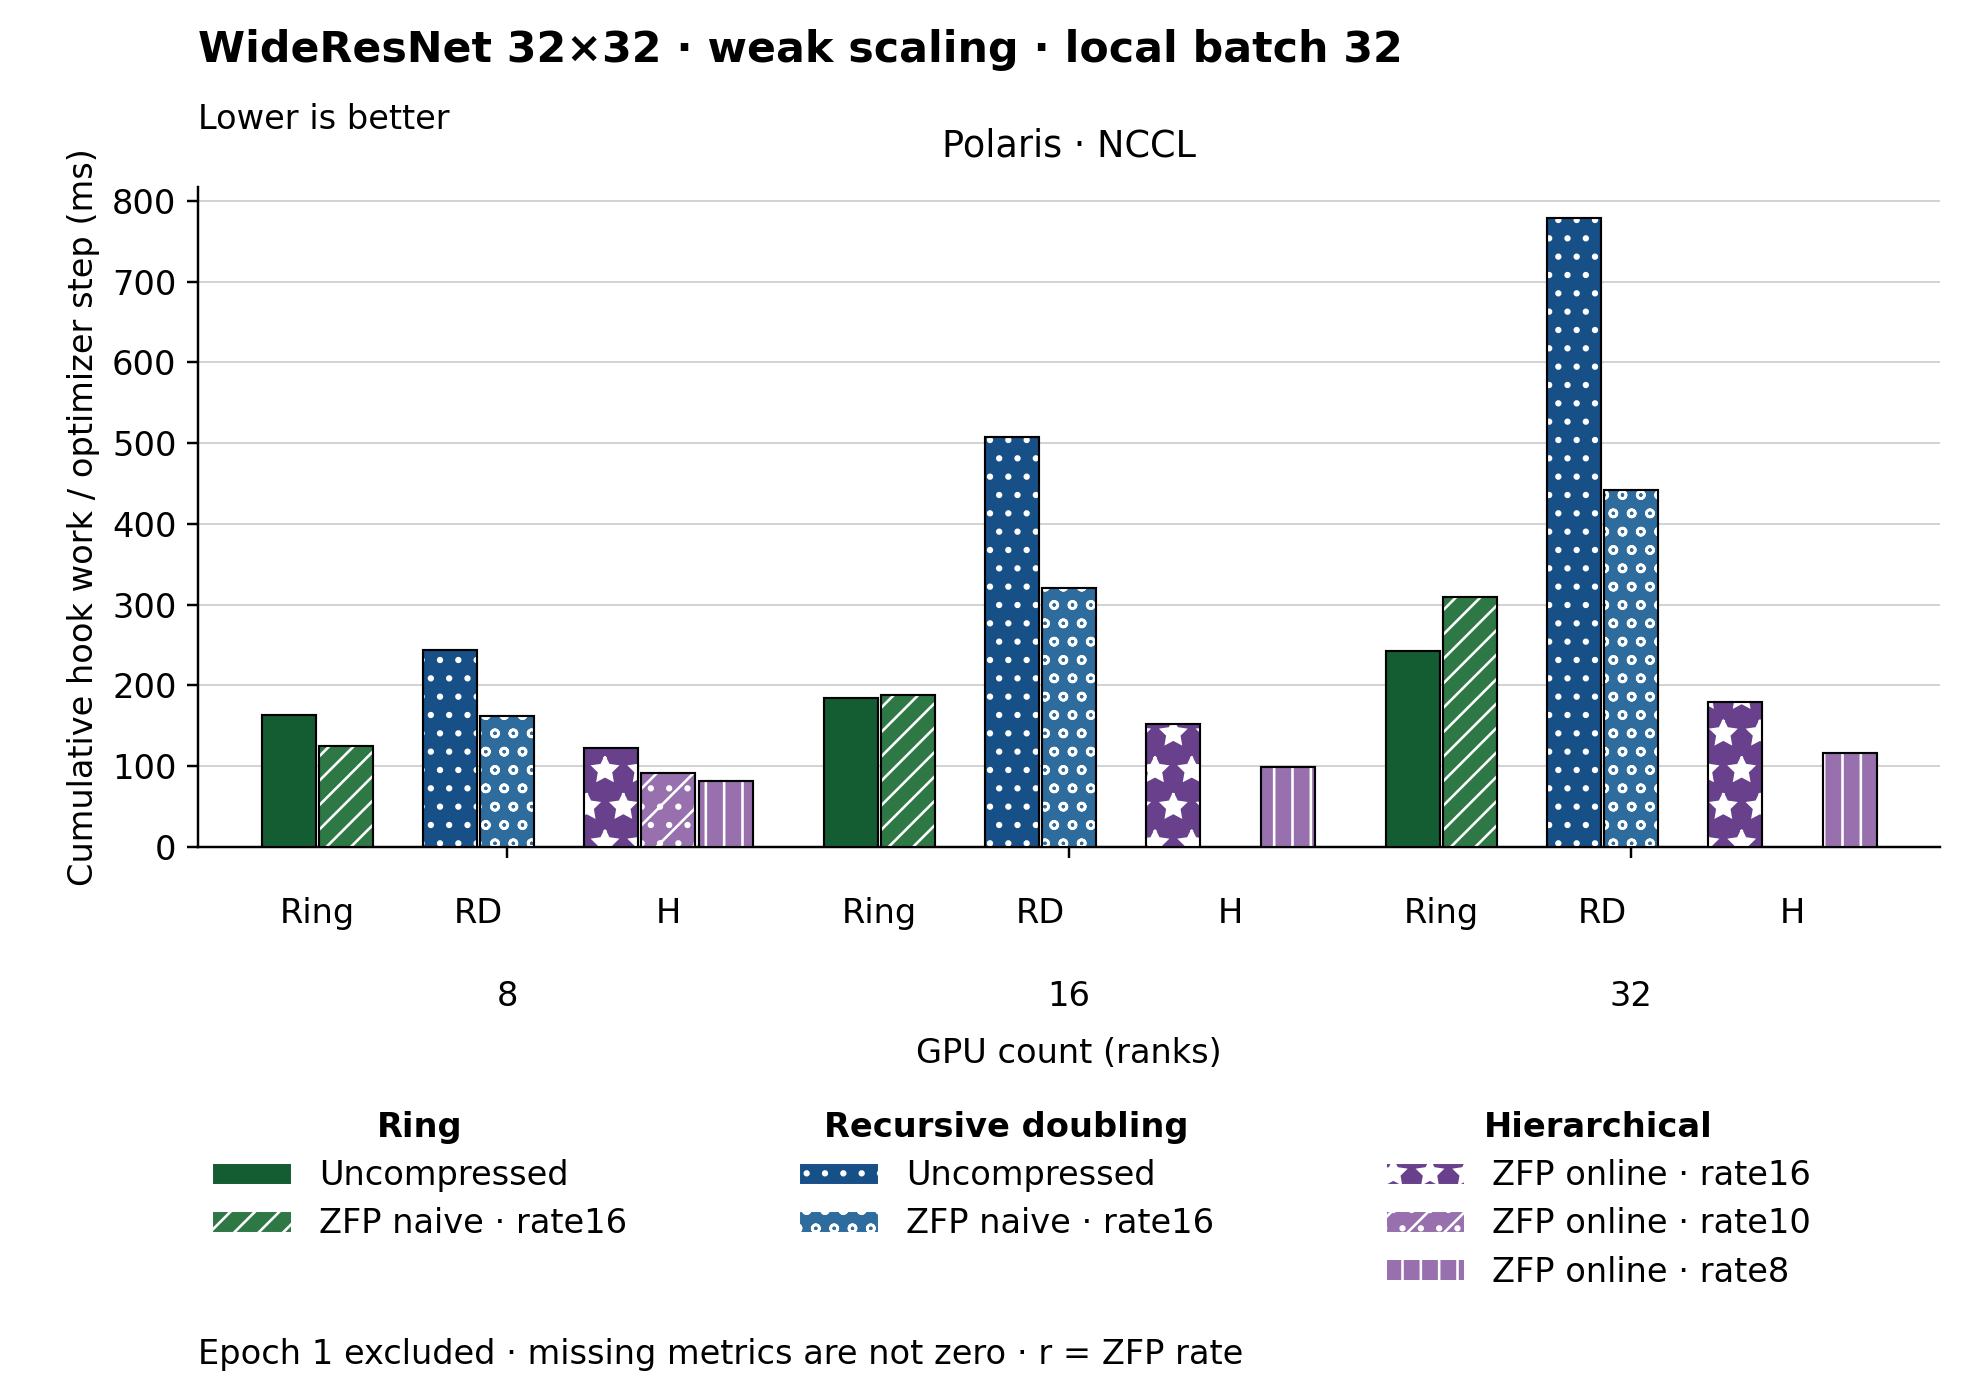 WideResNet 32×32 · weak scaling · local batch 32
Lower is better
Polaris · NCCL
Cumulative hook work / optimizer step (ms)
800
700
600
500
400
300
200
100
0
Ring RD H Ring RD H Ring RD H
8 16 32
GPU count (ranks)
Ring Recursive doubling Hierarchical
Uncompressed Uncompressed ZFP online · rate16
ZFP naive · rate16 ZFP naive · rate16 ZFP online · rate10
ZFP online · rate8
Epoch 1 excluded · missing metrics are not zero · r = ZFP rate